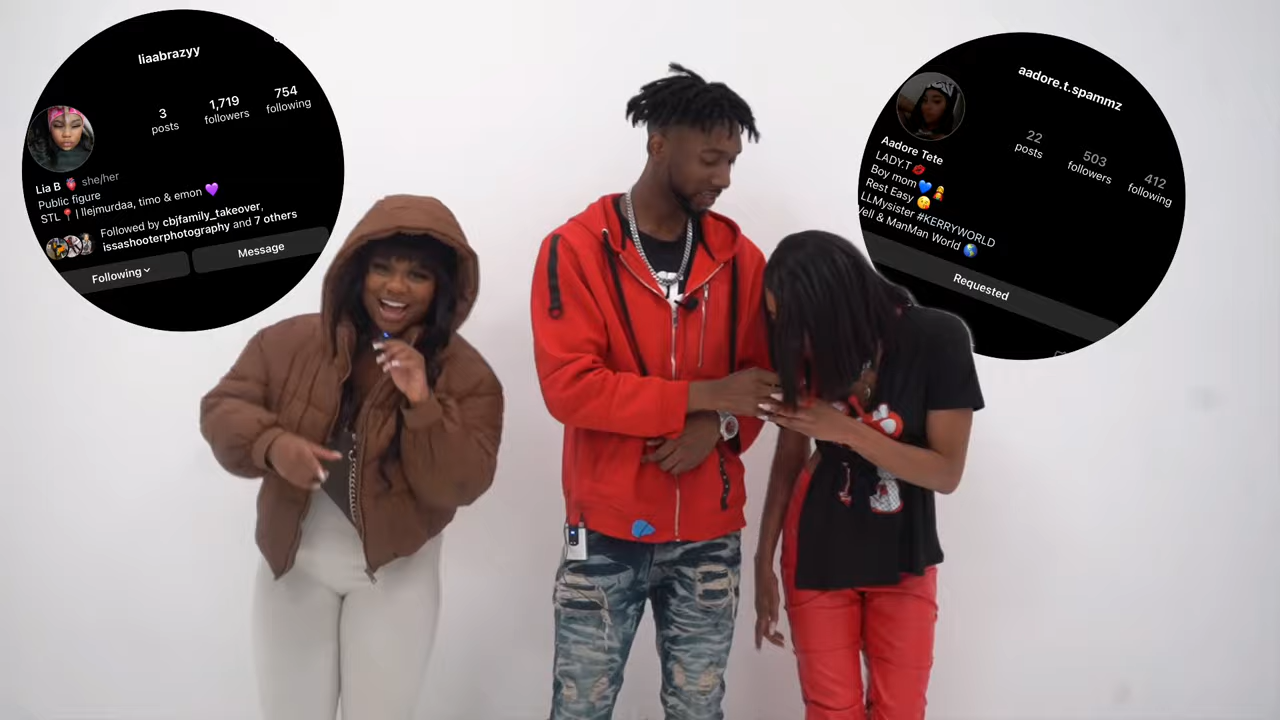 liaabrazyy
3 posts
1,719 followers
754 following
Lia B 🫀 she/her
Public figure
STL📍| llejmurdaa, timo & emon 💜
Followed by cbjfamily_takeover,
issashooterphotography and 7 others
Following
Message
aadore.t.spammz
22 posts
503 followers
412 following
Aadore Tete
LADY.T 💋
Boy mom💙👩‍👦
Rest Easy 😘
LLMysister #KERRYWORLD
Vell & ManMan World 🌎
Requested